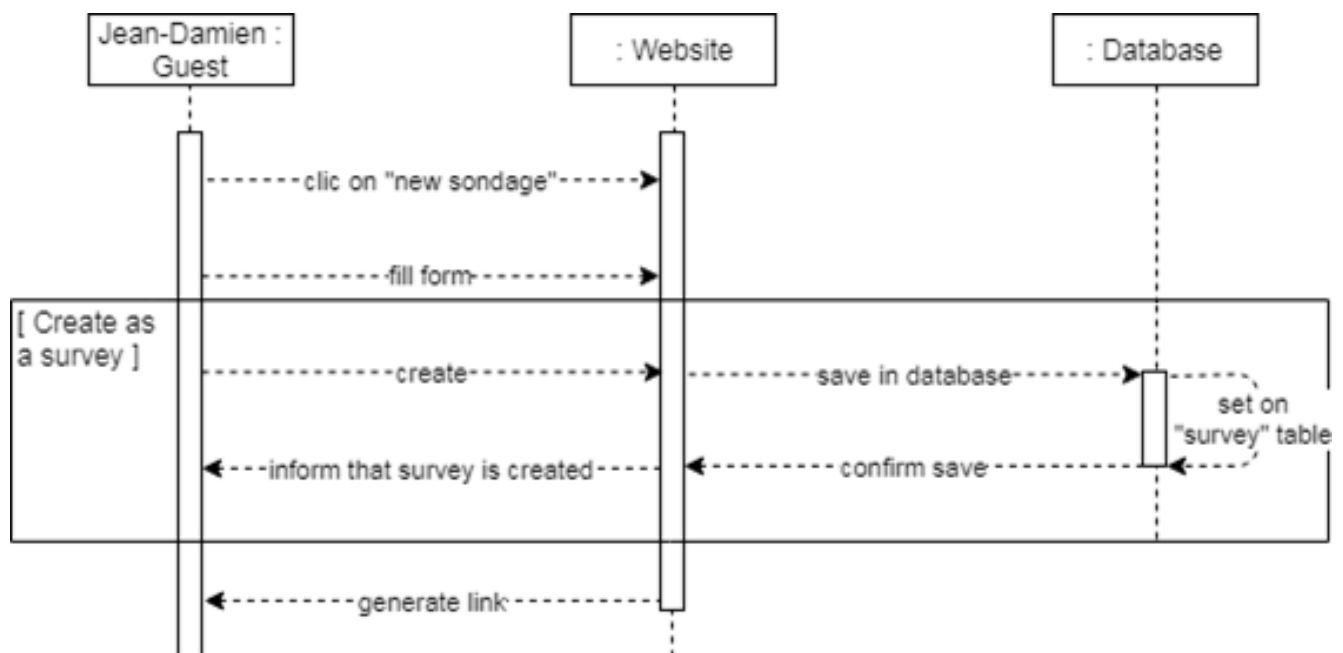 Jean-Damien :
Guest
: Website
: Database
clic on "new sondage"
fill form
[ Create as
a survey ]
create
save in database
set on
"survey" table
inform that survey is created
confirm save
generate link